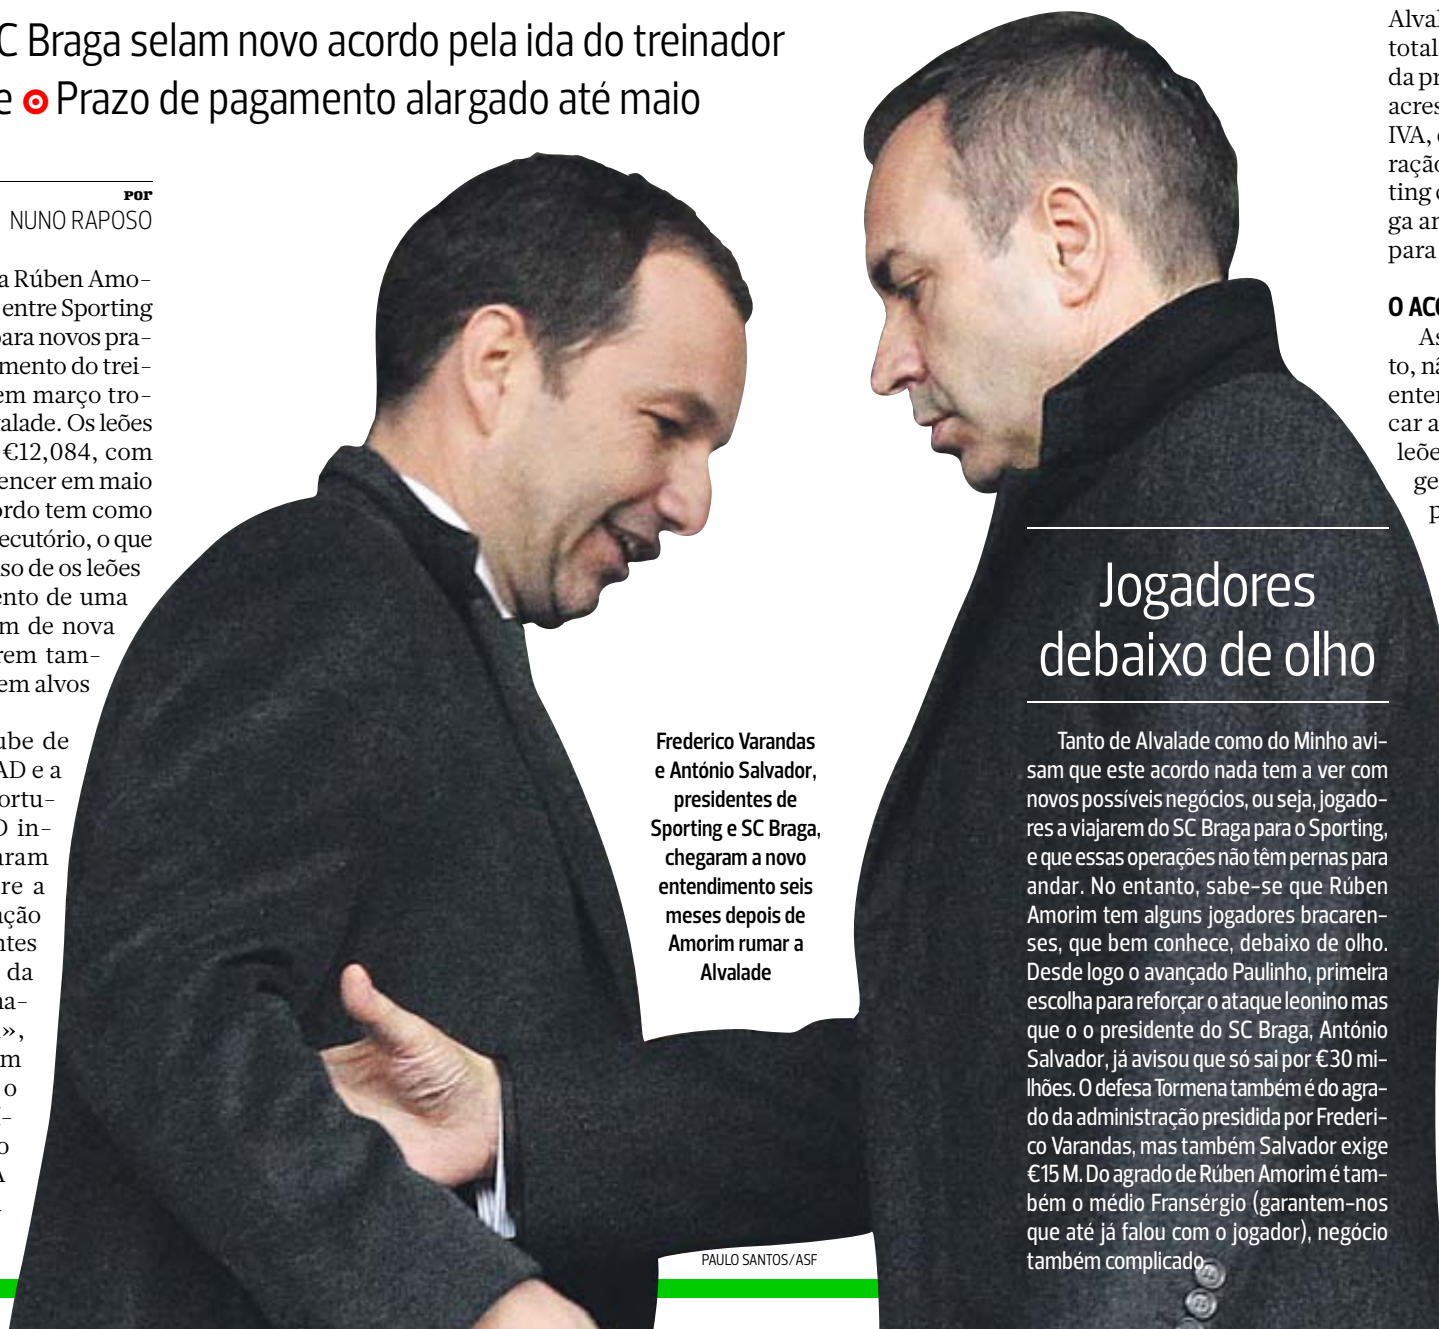 C Braga selam novo acordo pela ida do treinador
e Prazo de pagamento alargado até maio
por
NUNO RAPOSO
a Rúben Amo-
entre Sporting
para novos pra-
mento do trei-
em março tro-
alade. Os leões
€12,084, com
encer em maio
ordo tem como
ecutório, o que
so de os leões
ento de uma
m de nova
rem tam-
em alvos
ube de
AD e a
ortu-
O in-
aram
re a
ção
ntes
da
na-
»,
m
o
-
o
A
Frederico Varandas
e António Salvador,
presidentes de
Sporting e SC Braga,
chegaram a novo
entendimento seis
meses depois de
Amorim rumar a
Alvalade
PAULO SANTOS/ASF
Jogadores
debaixo de olho
Tanto de Alvalade como do Minho avi-
sam que este acordo nada tem a ver com
novos possíveis negócios, ou seja, jogado-
res a viajarem do SC Braga para o Sporting,
e que essas operações não têm pernas para
andar. No entanto, sabe-se que Rúben
Amorim tem alguns jogadores bracaren-
ses, que bem conhece, debaixo de olho.
Desde logo o avançado Paulinho, primeira
escolha para reforçar o ataque leonino mas
que o o presidente do SC Braga, António
Salvador, já avisou que só sai por €30 mi-
lhões. O defesa Tormena também é do agra-
do da administração presidida por Frederi-
co Varandas, mas também Salvador exige
€15 M. Do agrado de Rúben Amorim é tam-
bém o médio Fransérgio (garantem-nos
que até já falou com o jogador), negócio
também complicado.
Alval
total
da pr
acres
IVA,
ração
ting
ga an
para
O ACO
As
to, nã
enter
car a
leõe
ge
p